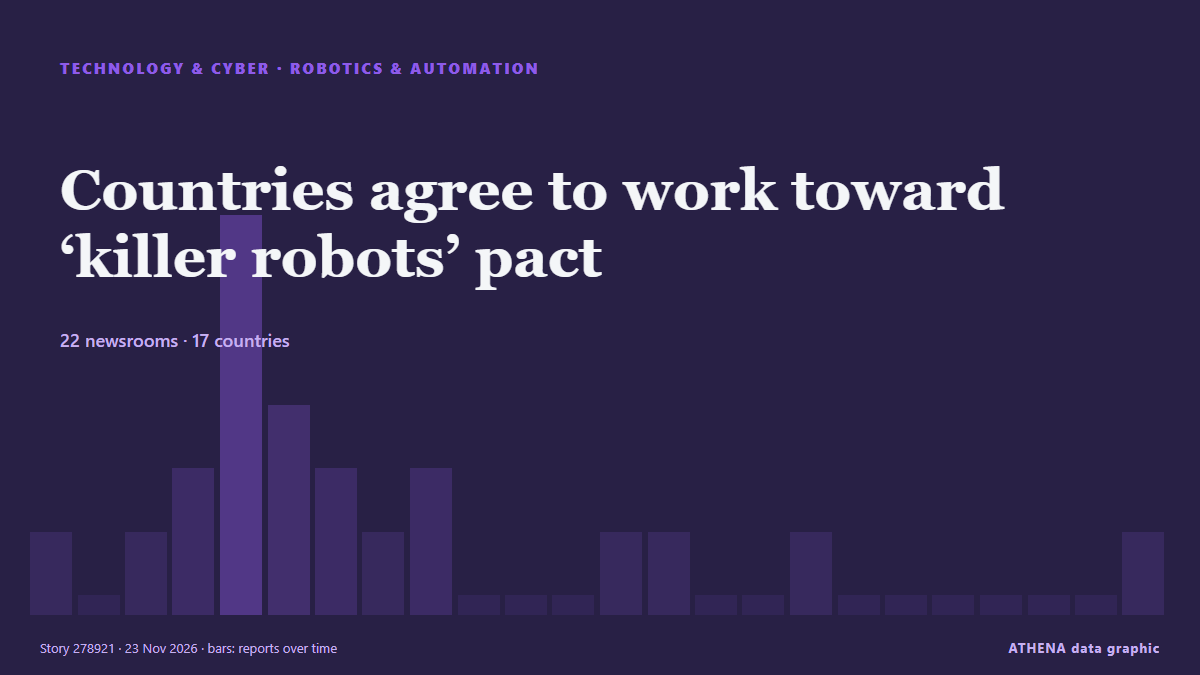 TECHNOLOGY & CYBER · ROBOTICS & AUTOMATION
Countries agree to work toward
‘killer robots’ pact
22 newsrooms · 17 countries
Story 278921 · 23 Nov 2026 · bars: reports over time
ATHENA data graphic